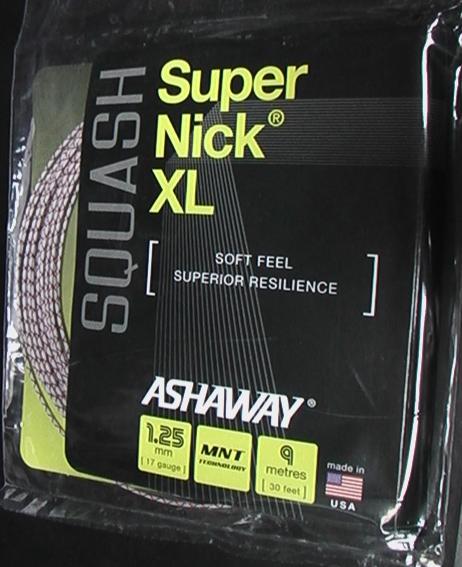 SQUASH
Super
Nick®
XL
SOFT FEEL
SUPERIOR RESILIENCE
ASHAWAY®
1.25
mm
[17 gauge]
MNT
TECHNOLOGY
9
metres
[30 feet]
made in
USA